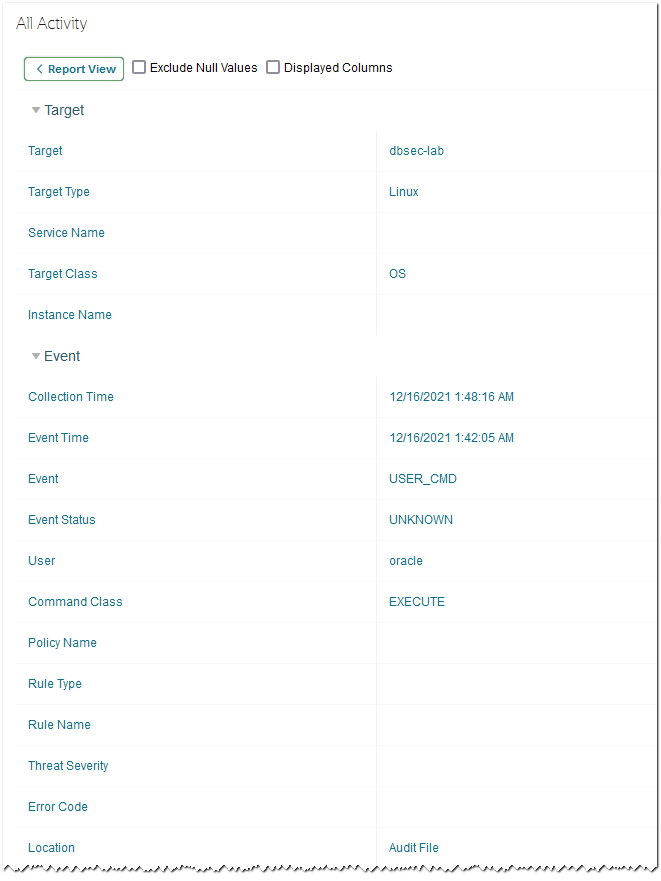 All Activity
Report View Exclude Null Values Displayed Columns
Target
Target dbsec-lab
Target Type Linux
Service Name
Target Class OS
Instance Name
Event
Collection Time 12/16/2021 1:48:16 AM
Event Time 12/16/2021 1:42:05 AM
Event USER_CMD
Event Status UNKNOWN
User oracle
Command Class EXECUTE
Policy Name
Rule Type
Rule Name
Threat Severity
Error Code
Location Audit File